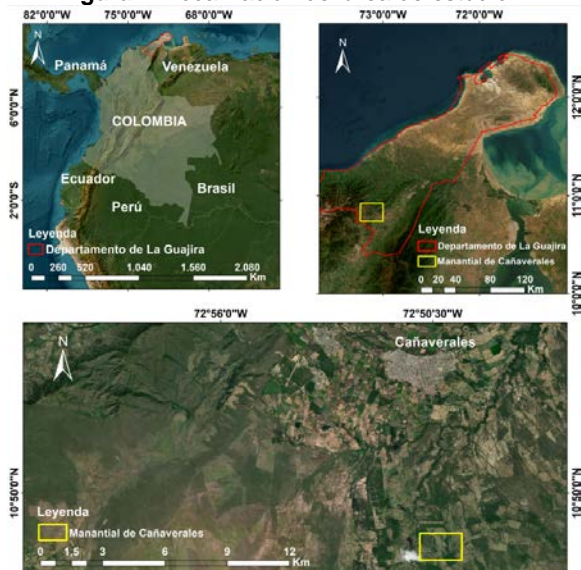 82°0'0"W 75°0'0"W 68°0'0"W
N
Panamá
Venezuela
COLOMBIA
Ecuador
Perú
Brasil
6°0'0"N
2°0'0"S
Leyenda
Departamento de La Guajira
0 260 520 1.040 1.560 2.080
Km
73°0'0"W 72°0'0"W
N
12°0'0"N
11°0'0"N
10°0'0"N
Leyenda
Departamento de La Guajira
Manantial de Cañaverales
0 20 40 80 120
Km
72°56'0"W 72°50'30"W
N
Cañaverales
10°50'0"N
10°50'0"N
Leyenda
Manantial de Cañaverales
0 1,5 3 6 9 12
Km